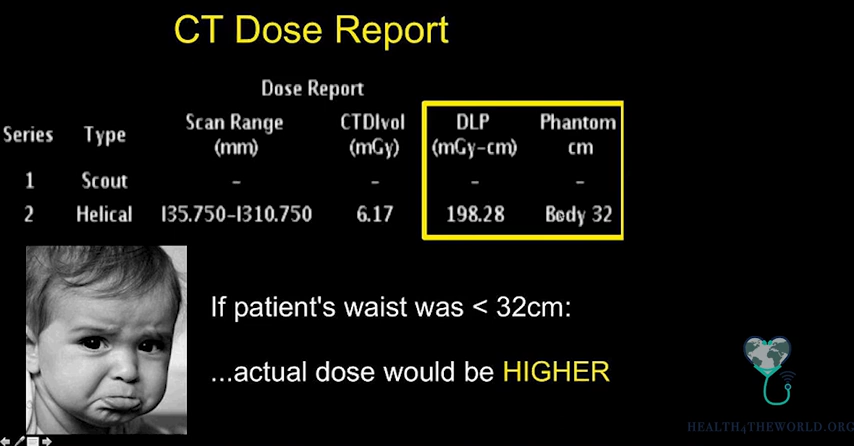 CT Dose Report
Dose Report
Series Type Scan Range (mm) CTDIvol (mGy) DLP (mGy-cm) Phantom cm
1 Scout - - - -
2 Helical I35.750-I310.750 6.17 198.28 Body 32
If patient's waist was < 32cm:
...actual dose would be HIGHER
HEALTH4THEWORLD.ORG